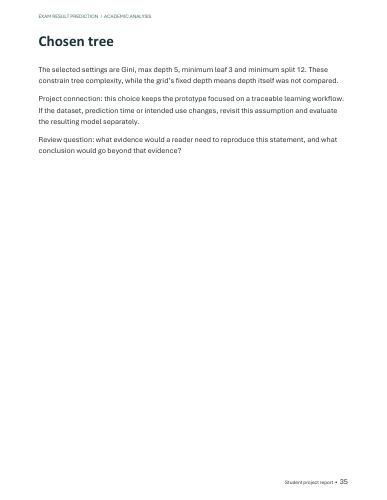 EXAM RESULT PREDICTION / ACADEMIC ANALYSIS
Chosen tree
The selected settings are Gini, max depth 5, minimum leaf 3 and minimum split 12. These
constrain tree complexity, while the grid's fixed depth means depth itself was not compared.
Project connection: this choice keeps the prototype focused on a traceable learning workflow.
If the dataset, prediction time or intended use changes, revisit this assumption and evaluate
the resulting model separately.
Review question: what evidence would a reader need to reproduce this statement, and what
conclusion would go beyond that evidence?
Student project report • 35